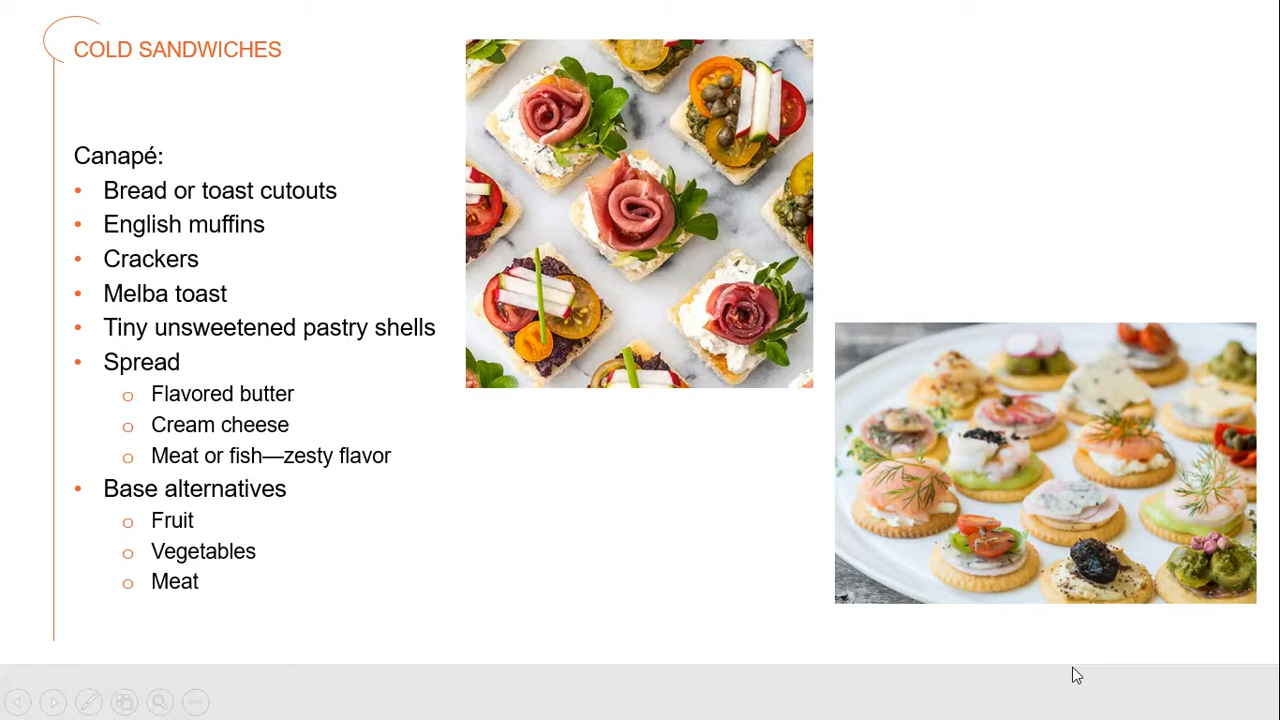 COLD SANDWICHES
Canapé:
• Bread or toast cutouts
• English muffins
• Crackers
• Melba toast
• Tiny unsweetened pastry shells
• Spread
o Flavored butter
o Cream cheese
o Meat or fish—zesty flavor
• Base alternatives
o Fruit
o Vegetables
o Meat